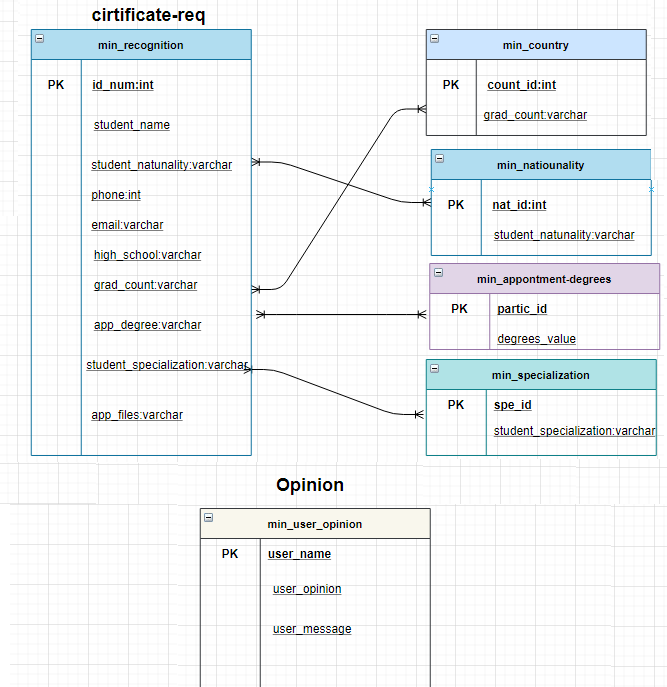 cirtificate-req
min_recognition
PK
id_num:int
student_name
student_natunality:varchar
phone:int
email:varchar
high_school:varchar
grad_count:varchar
app_degree:varchar
student_specialization:varchar
app_files:varchar
min_country
PK
count_id:int
grad_count:varchar
min_natiounality
PK
nat_id:int
student_natunality:varchar
min_appontment-degrees
PK
partic_id
degrees_value
min_specialization
PK
spe_id
student_specialization:varchar
Opinion
min_user_opinion
PK
user_name
user_opinion
user_message